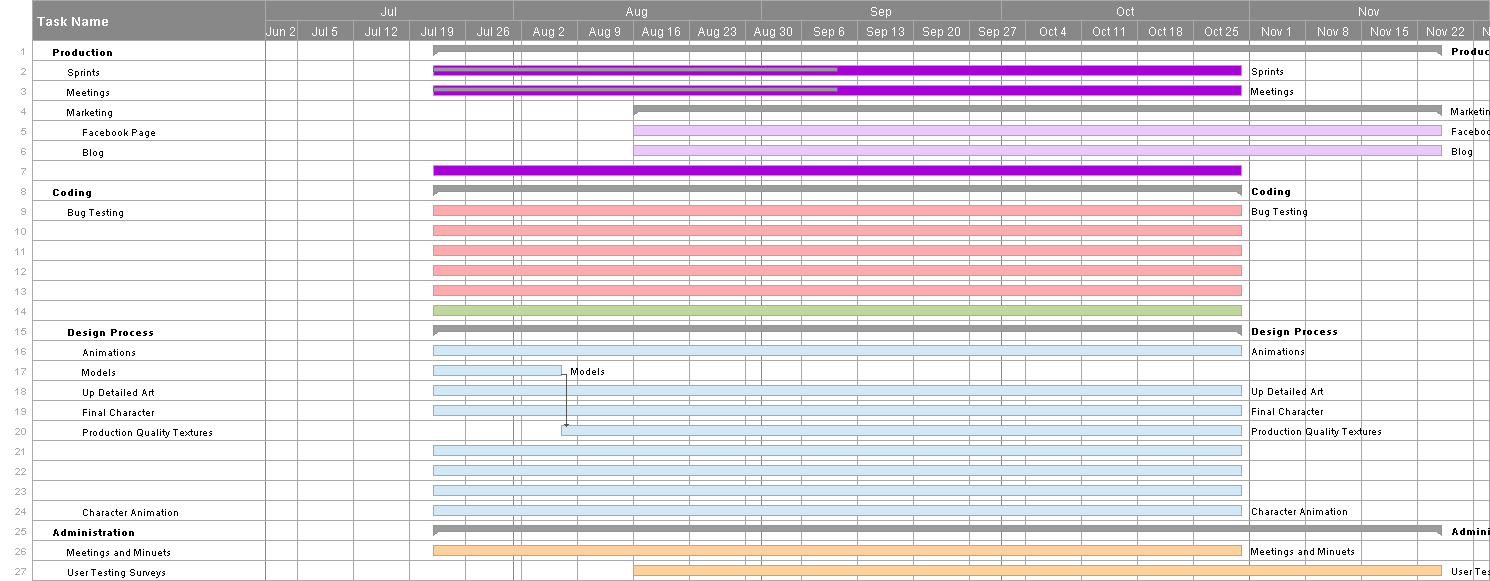 Task Name
Jul Aug Sep Oct Nov
Jun 2 Jul 5 Jul 12 Jul 19 Jul 26 Aug 2 Aug 9 Aug 16 Aug 23 Aug 30 Sep 6 Sep 13 Sep 20 Sep 27 Oct 4 Oct 11 Oct 18 Oct 25 Nov 1 Nov 8 Nov 15 Nov 22 N
1 Production Produc
2 Sprints Sprints
3 Meetings Meetings
4 Marketing Marketin
5 Facebook Page Faceboo
6 Blog Blog
7
8 Coding Coding
9 Bug Testing Bug Testing
10
11
12
13
14
15 Design Process Design Process
16 Animations Animations
17 Models Models
18 Up Detailed Art Up Detailed Art
19 Final Character Final Character
20 Production Quality Textures Production Quality Textures
21
22
23
24 Character Animation Character Animation
25 Administration Admini
26 Meetings and Minuets Meetings and Minuets
27 User Testing Surveys User Tes